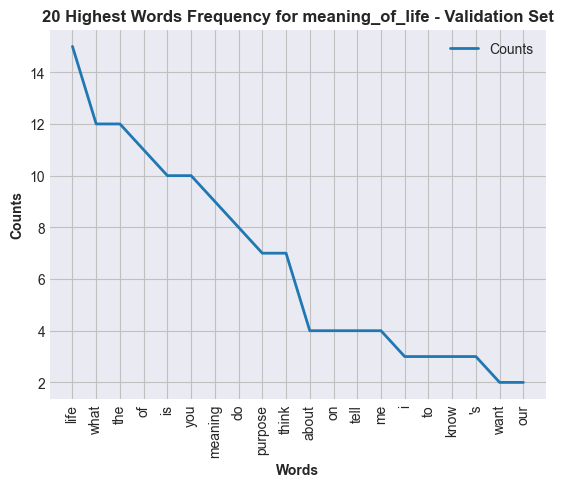 20 Highest Words Frequency for meaning_of_life - Validation Set
Counts
14
12
10
8
6
4
2
Counts
life
what
the
of
is
you
meaning
do
purpose
think
about
on
tell
me
i
to
know
's
want
our
Words